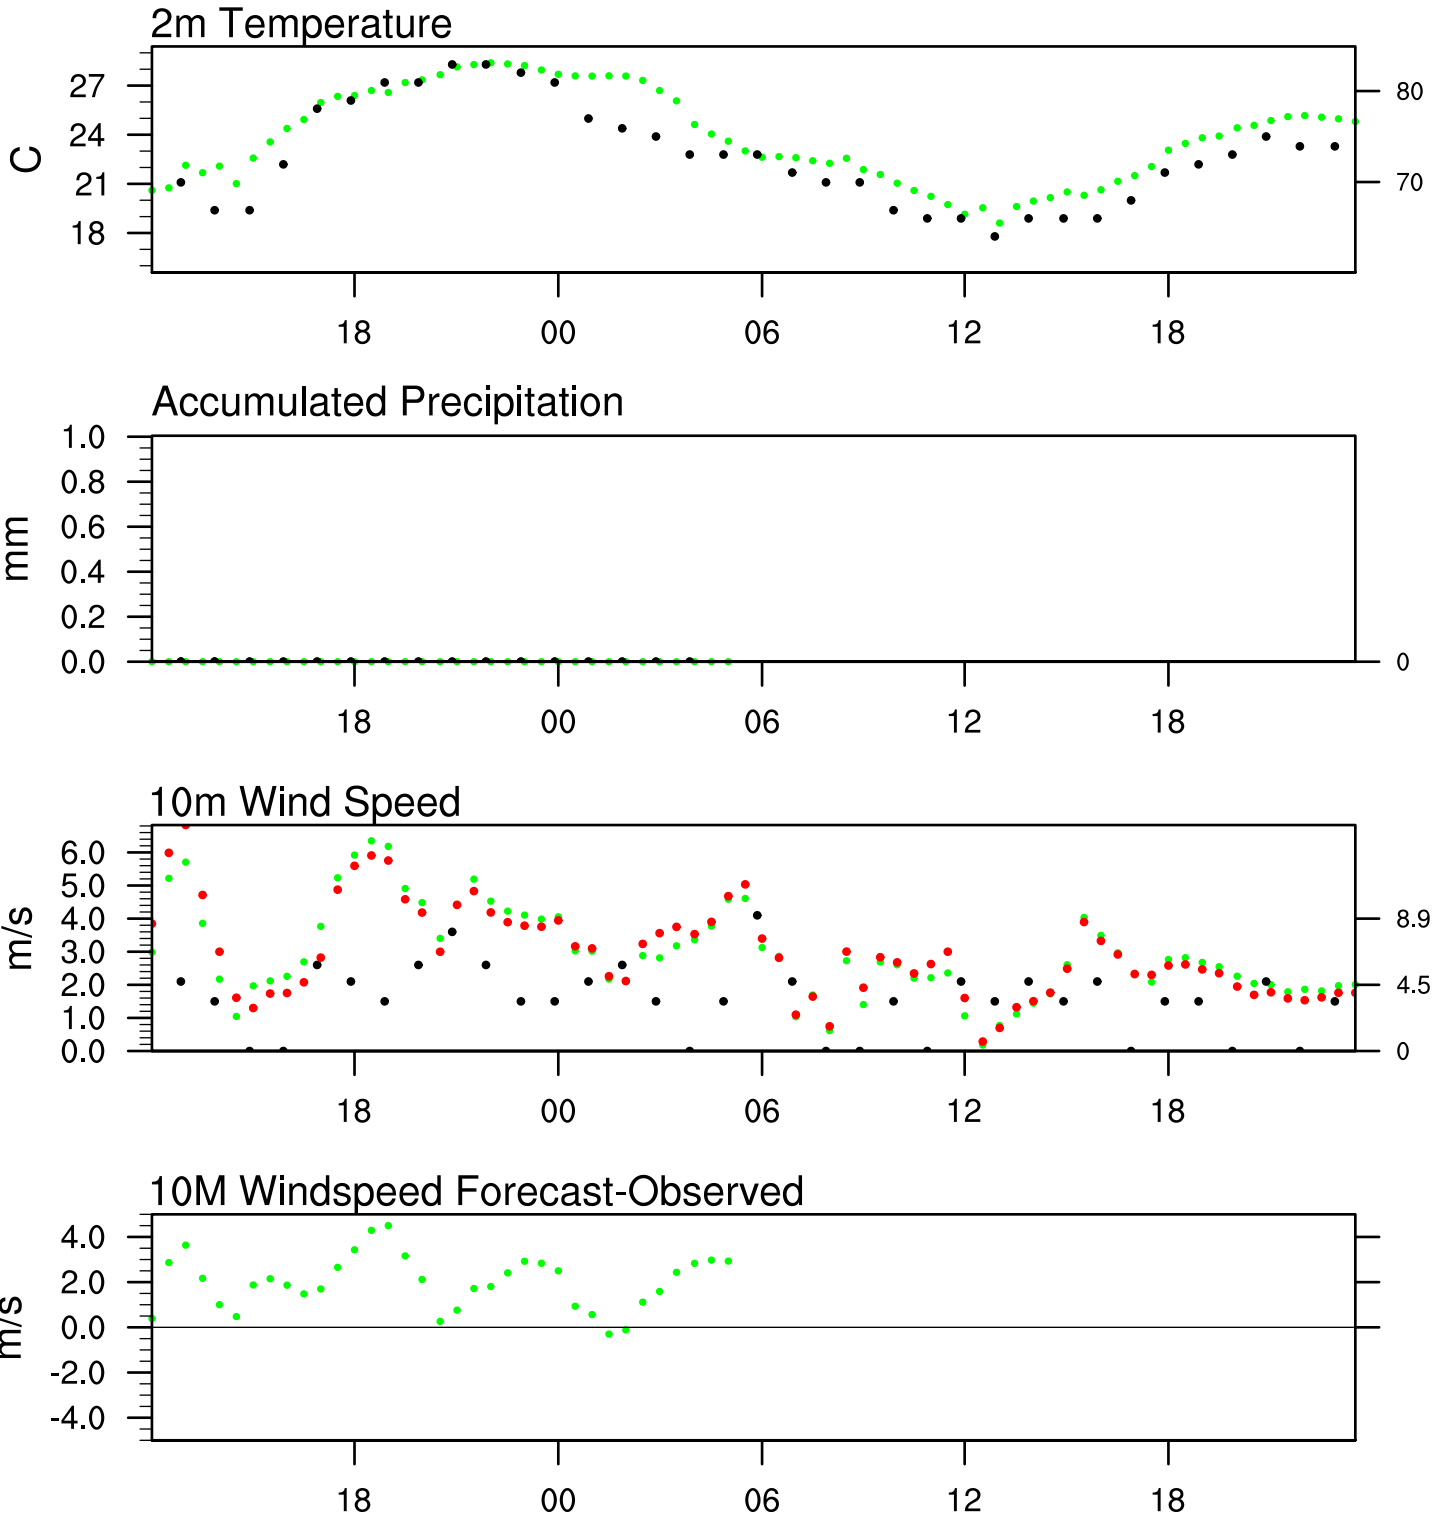 2m Temperature
27
24
21
18
C
80
70
18 00 06 12 18
Accumulated Precipitation
1.0
0.8
0.6
0.4
0.2
0.0
mm
0
18 00 06 12 18
10m Wind Speed
6.0
5.0
4.0
3.0
2.0
1.0
0.0
m/s
8.9
4.5
0
18 00 06 12 18
10M Windspeed Forecast-Observed
4.0
2.0
0.0
-2.0
-4.0
m/s
18 00 06 12 18